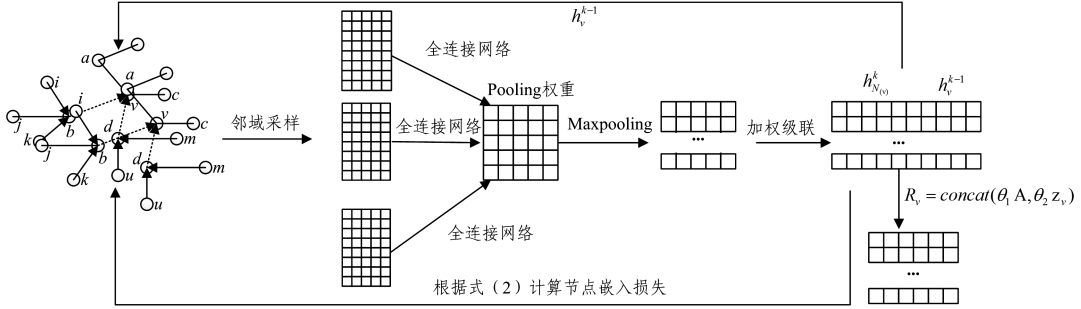 h_v^{k-1}
a
a
i
i
v
c
j
b
d
v
c
k
j
b
d
m
k
u
m
u
邻域采样
全连接网络
全连接网络
全连接网络
Pooling权重
Maxpooling
...
加权级联
h_{N(v)}^k
h_v^{k-1}
...
R_v = concat(θ_1 A, θ_2 z_v)
...
根据式（2）计算节点嵌入损失